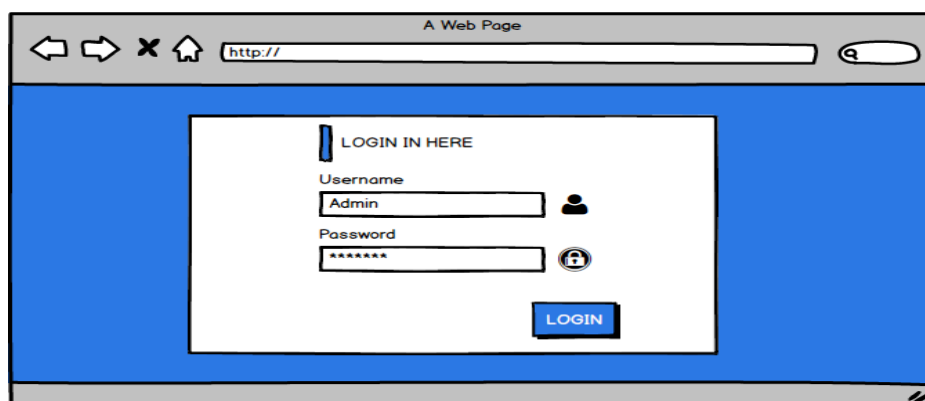 A Web Page
http://
LOGIN IN HERE
Username
Admin
Password
*******
LOGIN